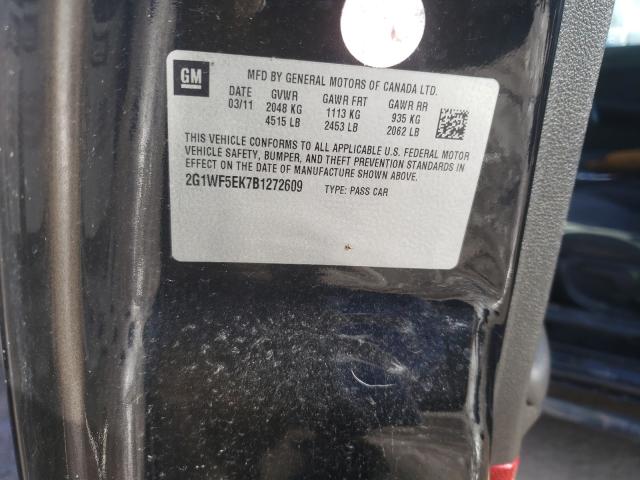 GM
MFD BY GENERAL MOTORS OF CANADA LTD.
DATE GVWR GAWR FRT GAWR RR
03/11 2048 KG 1113 KG 935 KG
4515 LB 2453 LB 2062 LB
THIS VEHICLE CONFORMS TO ALL APPLICABLE U.S. FEDERAL MOTOR
VEHICLE SAFETY, BUMPER, AND THEFT PREVENTION STANDARDS IN
EFFECT ON THE DATE OF MANUFACTURE SHOWN ABOVE.
2G1WF5EK7B1272609 TYPE: PASS CAR